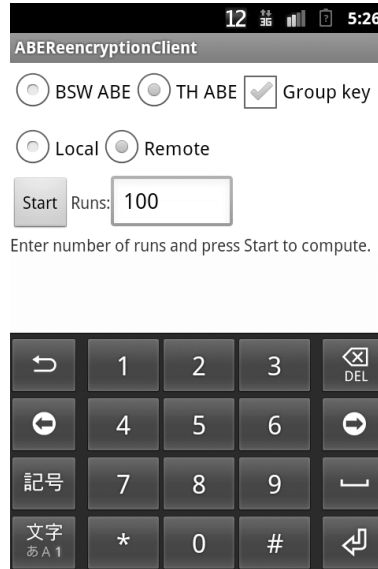 12 3G 5:26
ABEReencryptionClient
BSW ABE TH ABE Group key
Local Remote
Start Runs: 100
Enter number of runs and press Start to compute.
1 2 3 DEL
4 5 6
記号 7 8 9
文字 あA1 * 0 #